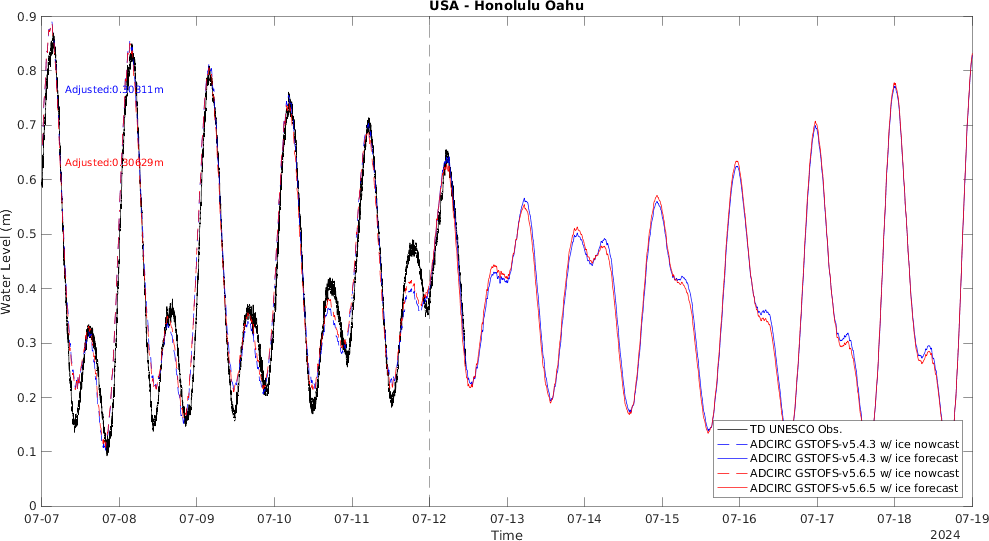 USA - Honolulu Oahu
0.9
0.8
0.7
0.6
0.5
0.4
0.3
0.2
0.1
0
Water Level (m)
Adjusted:0.30811m
Adjusted:0.30629m
TD UNESCO Obs.
ADCIRC GSTOFS-v5.4.3 w/ ice nowcast
ADCIRC GSTOFS-v5.4.3 w/ ice forecast
ADCIRC GSTOFS-v5.6.5 w/ ice nowcast
ADCIRC GSTOFS-v5.6.5 w/ ice forecast
07-07 07-08 07-09 07-10 07-11 07-12 07-13 07-14 07-15 07-16 07-17 07-18 07-19
Time
2024